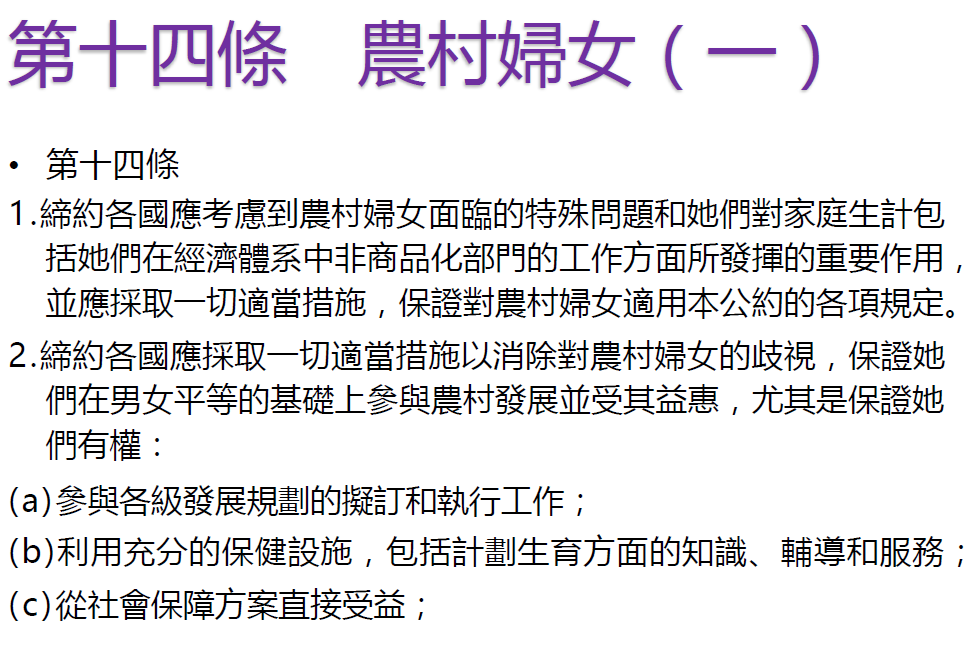 第十四條　農村婦女（一）
• 第十四條
1.締約各國應考慮到農村婦女面臨的特殊問題和她們對家庭生計包
括她們在經濟體系中非商品化部門的工作方面所發揮的重要作用，
並應採取一切適當措施，保證對農村婦女適用本公約的各項規定。
2.締約各國應採取一切適當措施以消除對農村婦女的歧視，保證她
們在男女平等的基礎上參與農村發展並受其益惠，尤其是保證她
們有權：
(a)參與各級發展規劃的擬訂和執行工作；
(b)利用充分的保健設施，包括計劃生育方面的知識、輔導和服務；
(c)從社會保障方案直接受益；